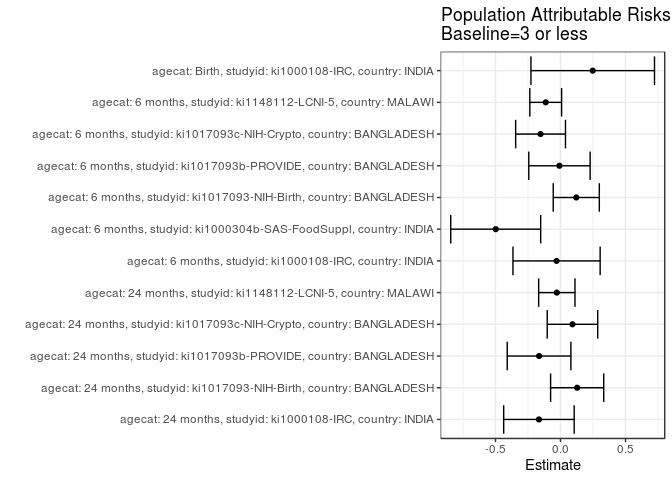 Population Attributable Risks
Baseline=3 or less
agecat: Birth, studyid: ki1000108-IRC, country: INDIA
agecat: 6 months, studyid: ki1148112-LCNI-5, country: MALAWI
agecat: 6 months, studyid: ki1017093c-NIH-Crypto, country: BANGLADESH
agecat: 6 months, studyid: ki1017093b-PROVIDE, country: BANGLADESH
agecat: 6 months, studyid: ki1017093-NIH-Birth, country: BANGLADESH
agecat: 6 months, studyid: ki1000304b-SAS-FoodSuppl, country: INDIA
agecat: 6 months, studyid: ki1000108-IRC, country: INDIA
agecat: 24 months, studyid: ki1148112-LCNI-5, country: MALAWI
agecat: 24 months, studyid: ki1017093c-NIH-Crypto, country: BANGLADESH
agecat: 24 months, studyid: ki1017093b-PROVIDE, country: BANGLADESH
agecat: 24 months, studyid: ki1017093-NIH-Birth, country: BANGLADESH
agecat: 24 months, studyid: ki1000108-IRC, country: INDIA
-0.5 0.0 0.5
Estimate